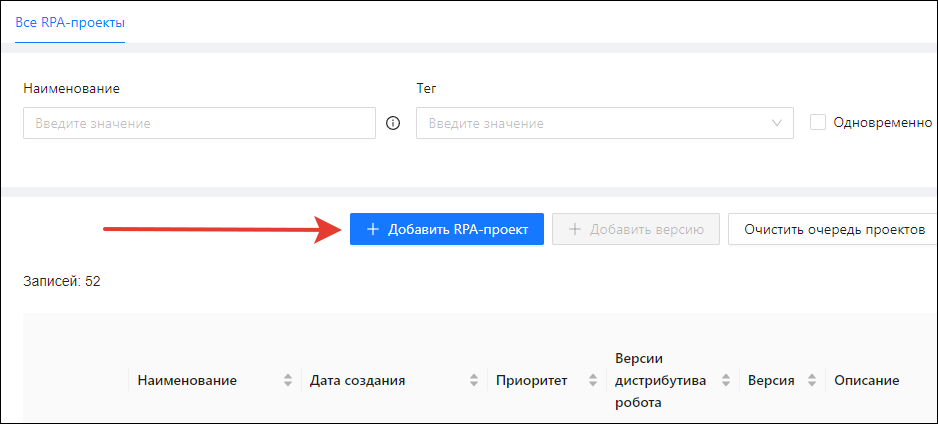 Все RPA-проекты
Наименование Тег
Введите значение Введите значение Одновременно
Добавить RPA-проект Добавить версию Очистить очередь проектов
Записей: 52
Наименование Дата создания Приоритет Версии дистрибутива робота Версия Описание